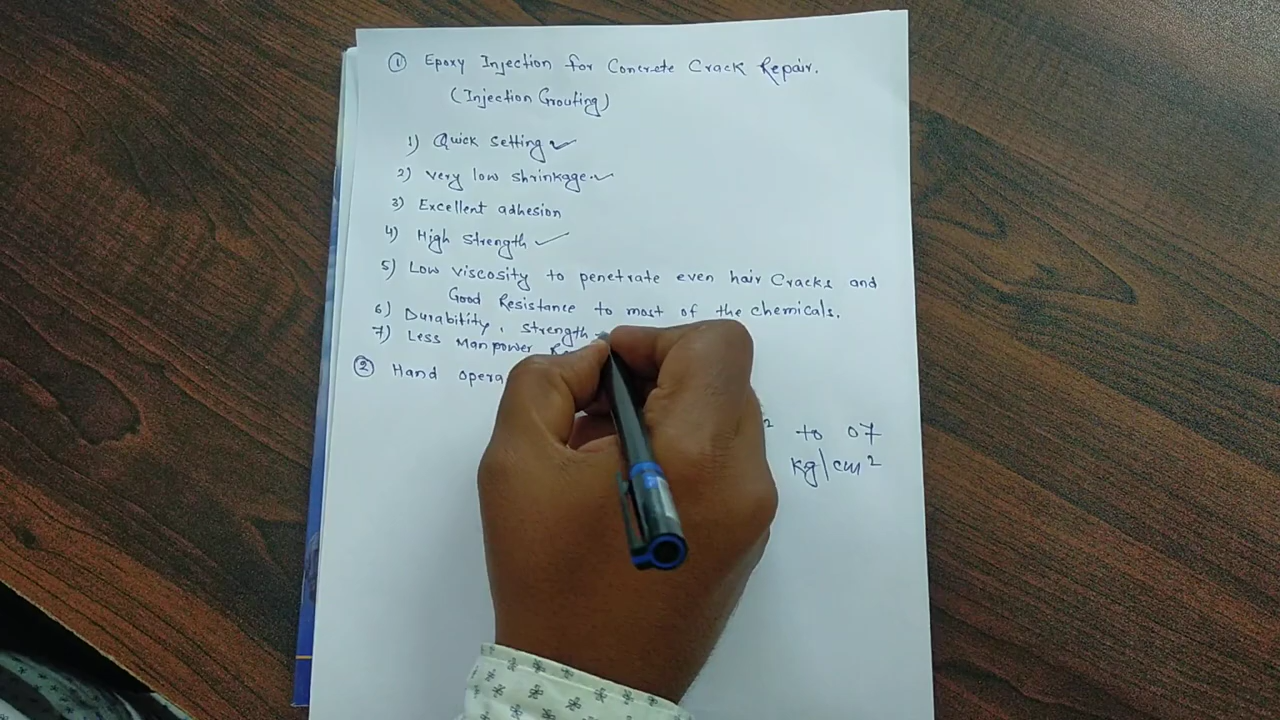 ① Epoxy Injection for Concrete Crack Repair.
(Injection Grouting)
1) Quick setting
2) very low shrinkage.
3) Excellent adhesion
4) High strength
5) Low viscosity to penetrate even hair Cracks and
Good Resistance to most of the chemicals.
6) Durability, strength
7) Less Manpower
② Hand
to 07
kg/cm²